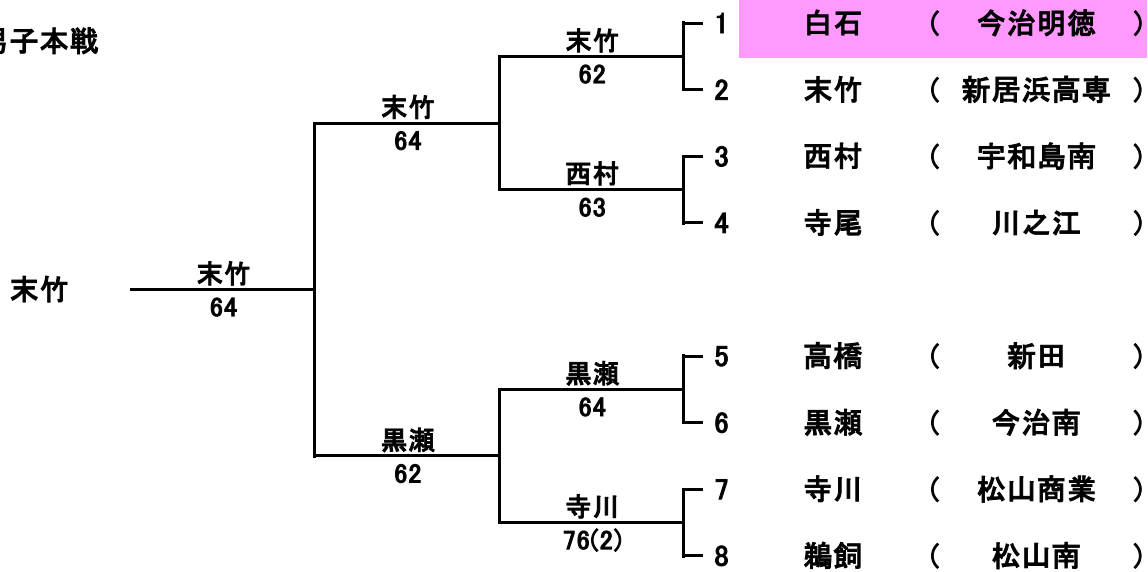 男子本戦
1 白石 ( 今治明徳 )
末竹
62
2 末竹 ( 新居浜高専 )
末竹
64
3 西村 ( 宇和島南 )
西村
63
4 寺尾 ( 川之江 )
末竹
末竹
64
5 高橋 ( 新田 )
黒瀬
64
6 黒瀬 ( 今治南 )
黒瀬
62
7 寺川 ( 松山商業 )
寺川
76(2)
8 鵜飼 ( 松山南 )